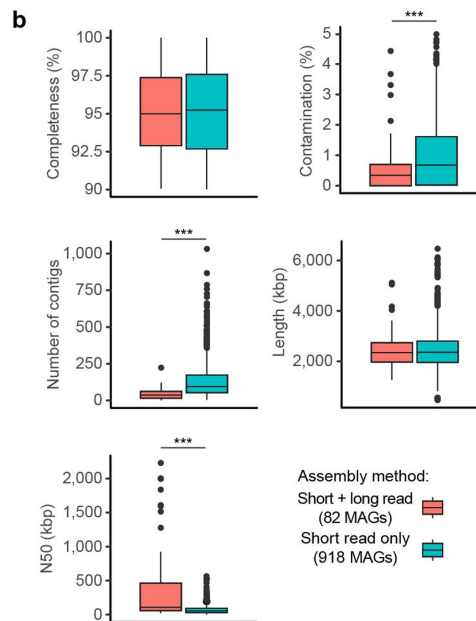 b
Completeness (%)
100
97.5
95
92.5
90
Contamination (%)
***
5
4
3
2
1
0
Number of contigs
***
1,000
750
500
250
0
Length (kbp)
6,000
4,000
2,000
N50 (kbp)
***
2,000
1,500
1,000
500
0
Assembly method:
Short + long read
(82 MAGs)
Short read only
(918 MAGs)